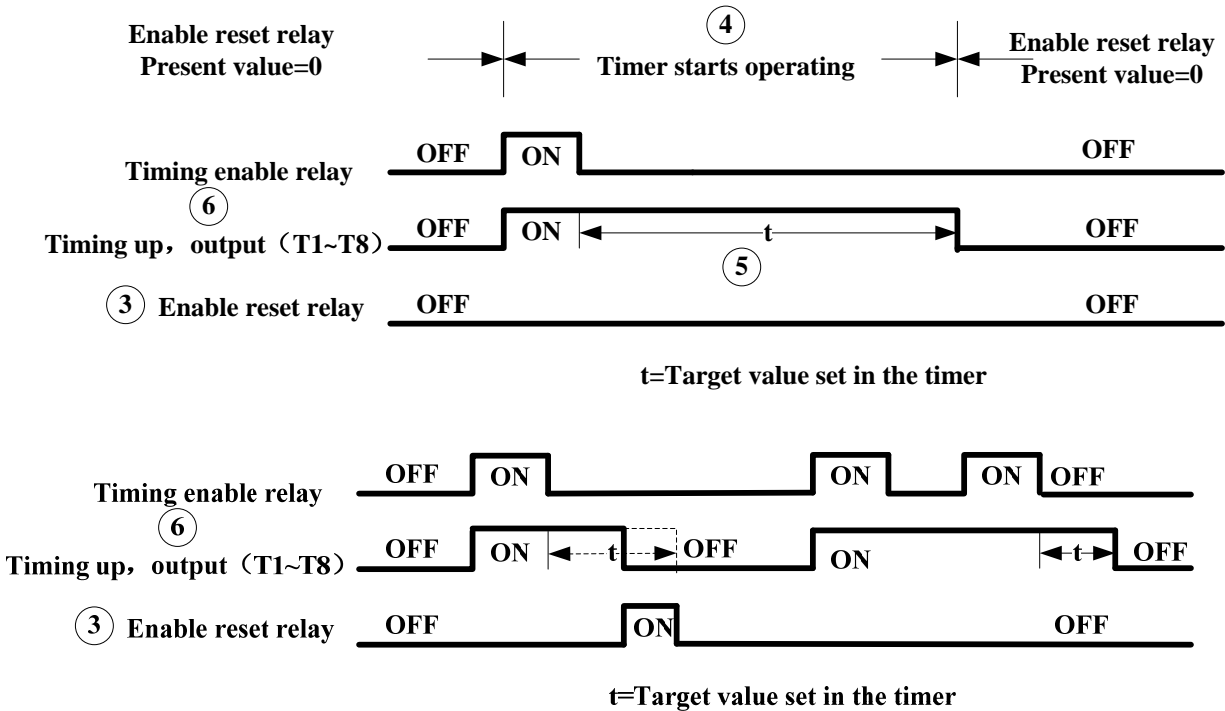 Enable reset relay
Present value=0
④
Timer starts operating
Enable reset relay
Present value=0
Timing enable relay
OFF
ON
OFF
⑥
Timing up，output（T1~T8）
OFF
ON
t
OFF
⑤
③ Enable reset relay
OFF
OFF
t=Target value set in the timer
Timing enable relay
OFF
ON
ON
ON
OFF
⑥
Timing up，output（T1~T8）
OFF
ON
t
OFF
ON
t
OFF
③ Enable reset relay
OFF
ON
OFF
t=Target value set in the timer